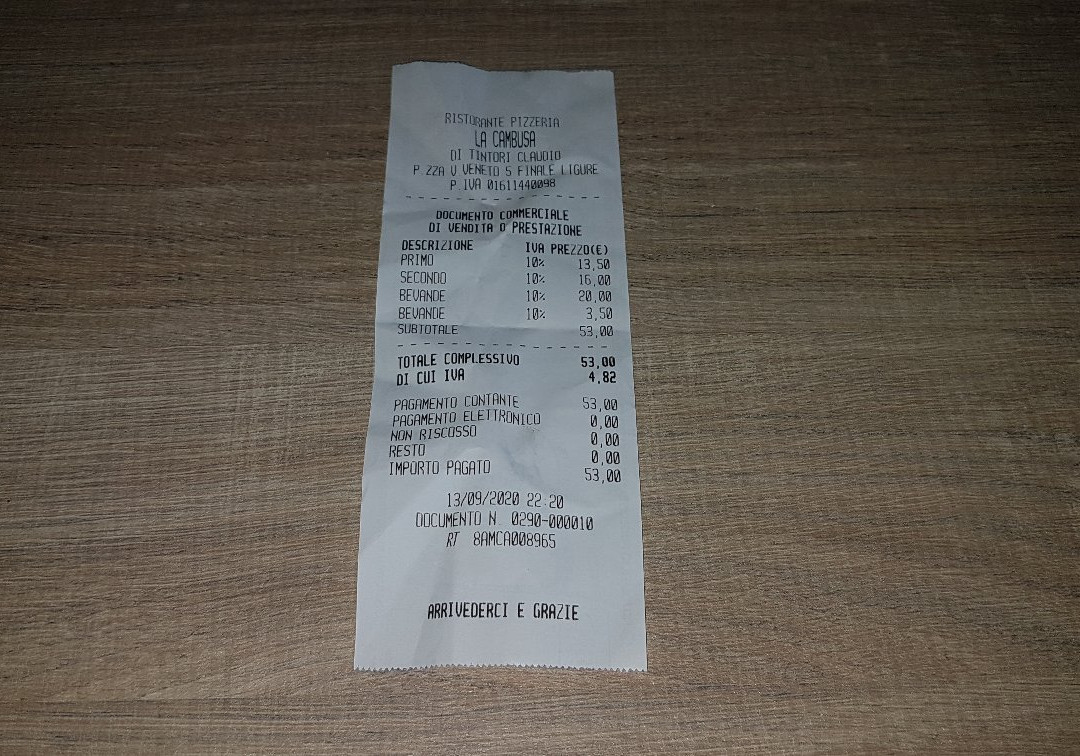 RISTORANTE PIZZERIA
LA CAMBUSA
DI TINTORI CLAUDIO
P.ZZA V.VENETO 5 FINALE LIGURE
P.IVA 01611440098
DOCUMENTO COMMERCIALE
DI VENDITA O PRESTAZIONE
DESCRIZIONE IVA PREZZO(€)
PRIMO 10% 13,50
SECONDO 10% 16,00
BEVANDE 10% 20,00
BEVANDE 10% 3,50
SUBTOTALE 53,00
TOTALE COMPLESSIVO 53,00
DI CUI IVA 4,82
PAGAMENTO CONTANTE 53,00
PAGAMENTO ELETTRONICO 0,00
NON RISCOSSO 0,00
RESTO 0,00
IMPORTO PAGATO 53,00
13/09/2020 22:20
DOCUMENTO N. 0290-000010
RT 8AMCA008965
ARRIVEDERCI E GRAZIE